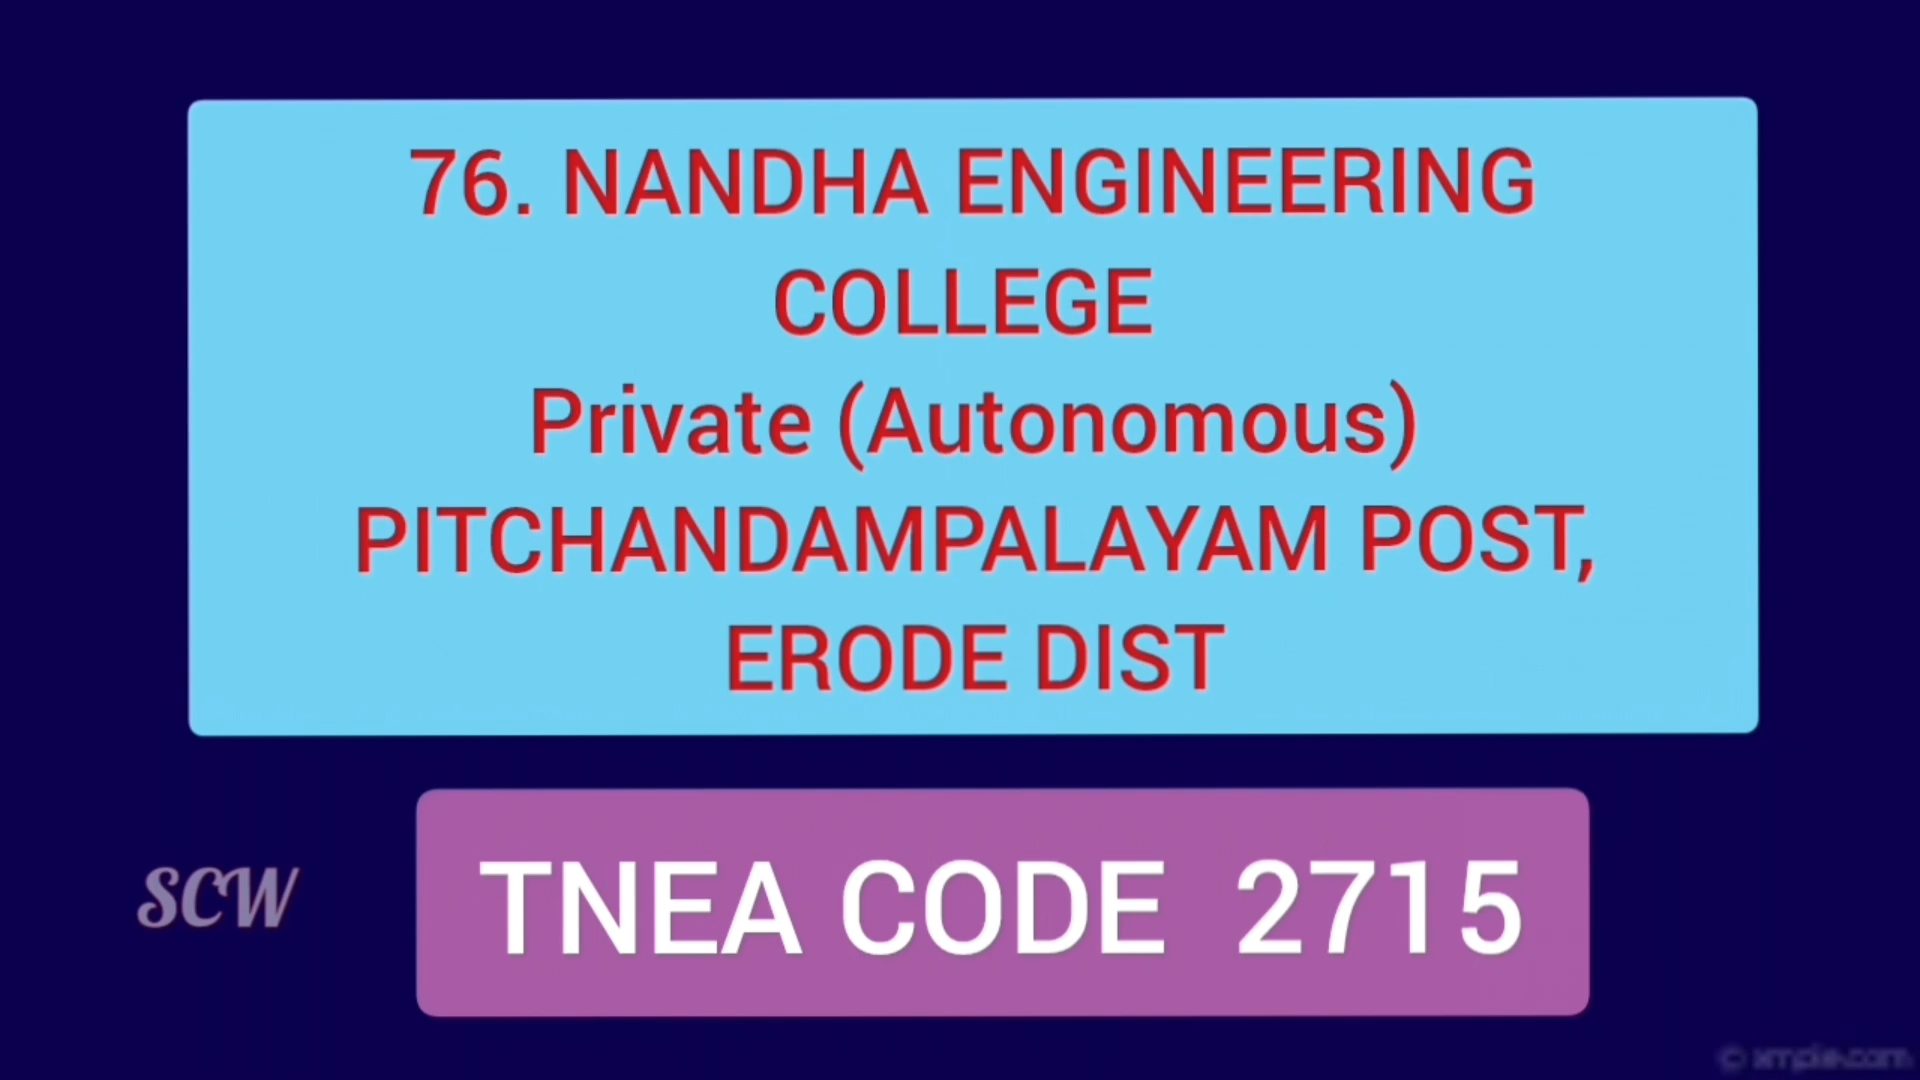 76. NANDHA ENGINEERING
COLLEGE
Private (Autonomous)
PITCHANDAMPALAYAM POST,
ERODE DIST
SCW
TNEA CODE 2715